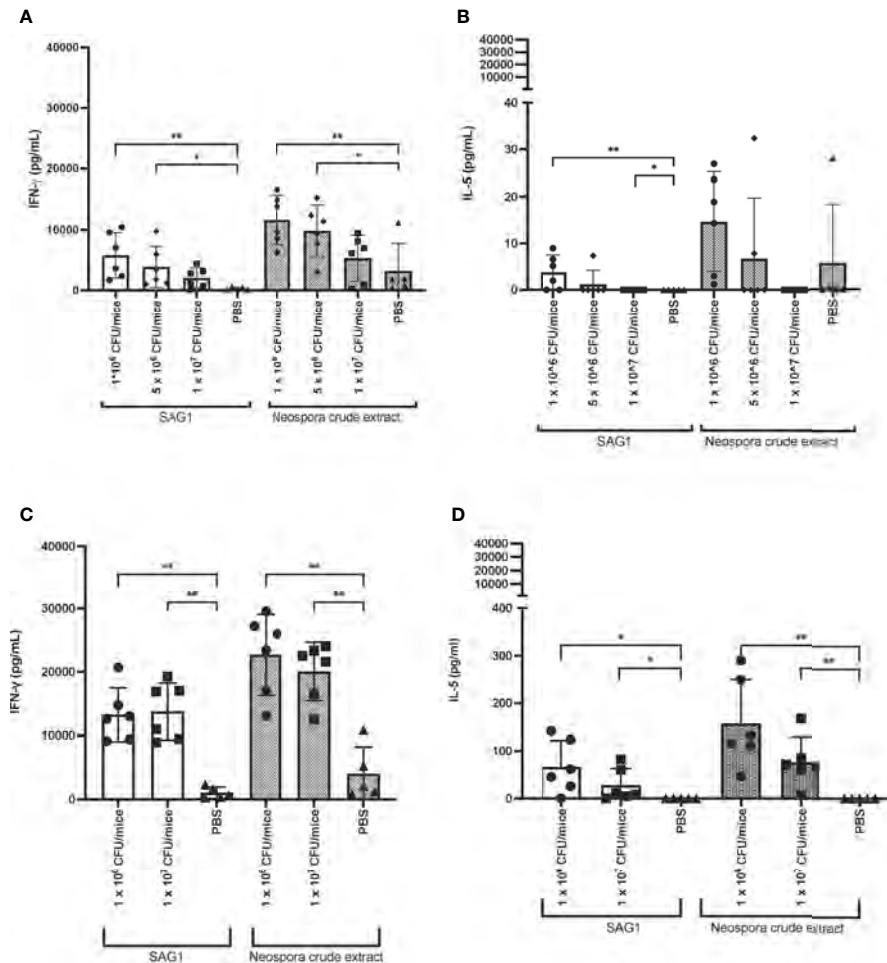 A
40000
30000
20000
10000
0
IFN-γ (pg/mL)
** **
* *
1*10⁶ CFU/mice
5 x 10⁶ CFU/mice
1 x 10⁷ CFU/mice
PBS
1 x 10⁶ CFU/mice
5 x 10⁶ CFU/mice
1 x 10⁷ CFU/mice
PBS
SAG1 Neospora crude extract
B
40000
30000
20000
10000
40
30
20
10
0
IL-5 (pg/mL)
**
*
1 x 10^6 CFU/mice
5 x 10^6 CFU/mice
1 x 10^7 CFU/mice
PBS
1 x 10^6 CFU/mice
5 x 10^6 CFU/mice
1 x 10^7 CFU/mice
PBS
SAG1 Neospora crude extract
C
40000
30000
20000
10000
0
IFN-γ (pg/mL)
** **
** **
1 x 10⁶ CFU/mice
1 x 10⁷ CFU/mice
PBS
1 x 10⁶ CFU/mice
1 x 10⁷ CFU/mice
PBS
SAG1 Neospora crude extract
D
40000
30000
20000
10000
300
200
100
0
IL-5 (pg/ml)
* **
* **
1 x 10⁶ CFU/mice
1 x 10⁷ CFU/mice
PBS
1 x 10⁶ CFU/mice
1 x 10⁷ CFU/mice
PBS
SAG1 Neospora crude extract